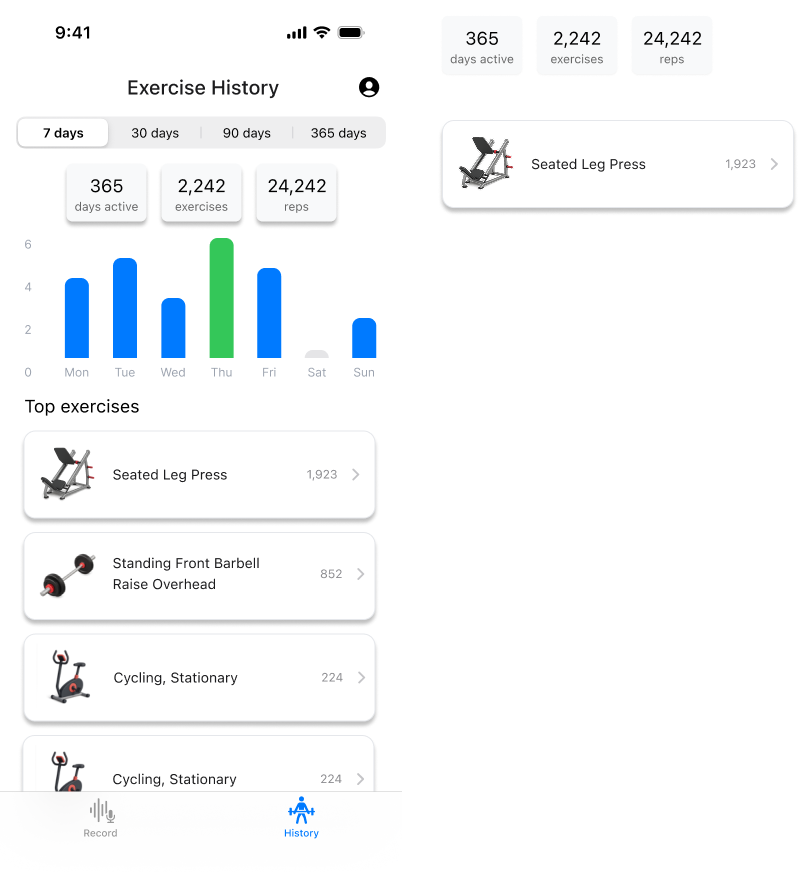 9:41
Exercise History
7 days 30 days 90 days 365 days
365 2,242 24,242
days active exercises reps
6
4
2
0 Mon Tue Wed Thu Fri Sat Sun
Top exercises
Seated Leg Press 1,923
Standing Front Barbell
Raise Overhead 852
Cycling, Stationary 224
Cycling, Stationary 224
Record History
365 2,242 24,242
days active exercises reps
Seated Leg Press 1,923